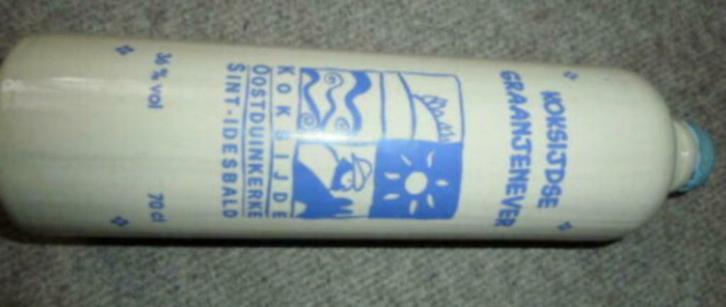 KOKSIJDSE
GRAANJENEVER
KOKSIJDE
OOSTDUINKERKE
SINT-IDESBALD
36 % vol
70 cl